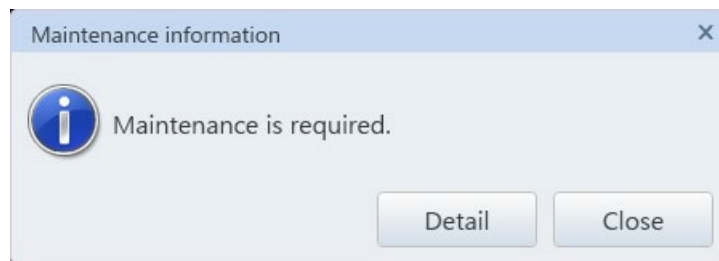 Maintenance information
Maintenance is required.
Detail Close